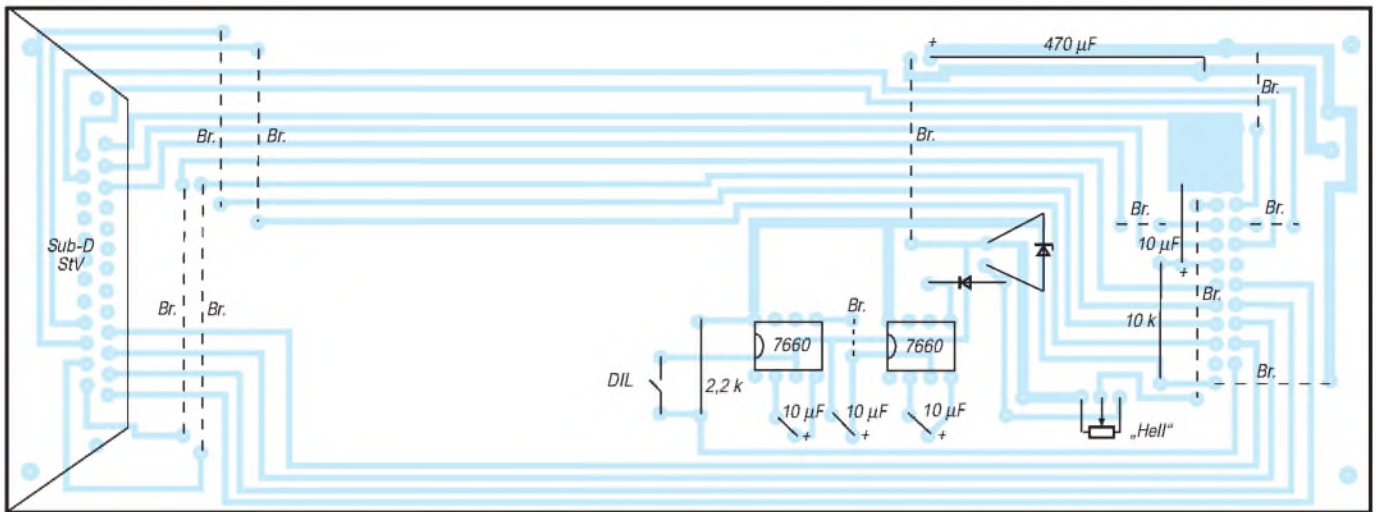 +
470 µF
Br.
Br.
Br.
Br.
Br.
Br.
10 µF
+
Sub-D
StV
Br.
Br.
Br.
Br.
10 k
7660
7660
DIL
2,2 k
Br.
10 µF
+
10 µF
+
10 µF
+
„Hell“